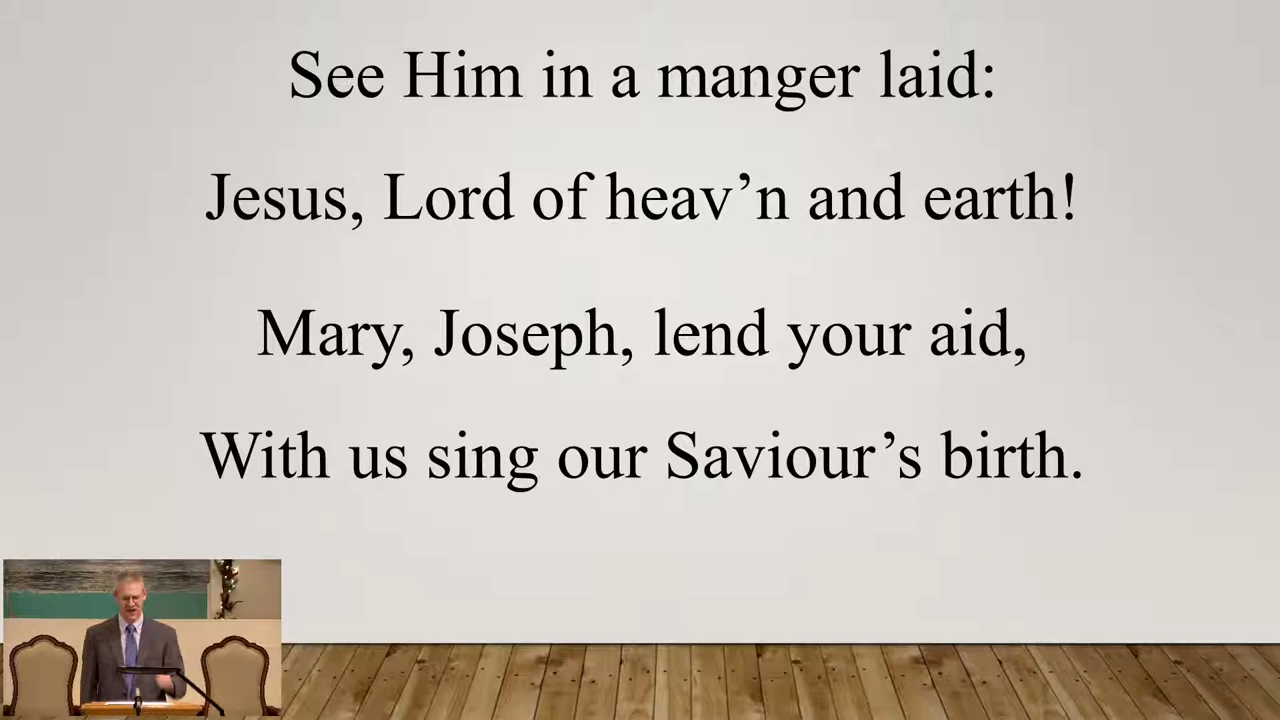 See Him in a manger laid:
Jesus, Lord of heav’n and earth!
Mary, Joseph, lend your aid,
With us sing our Saviour’s birth.